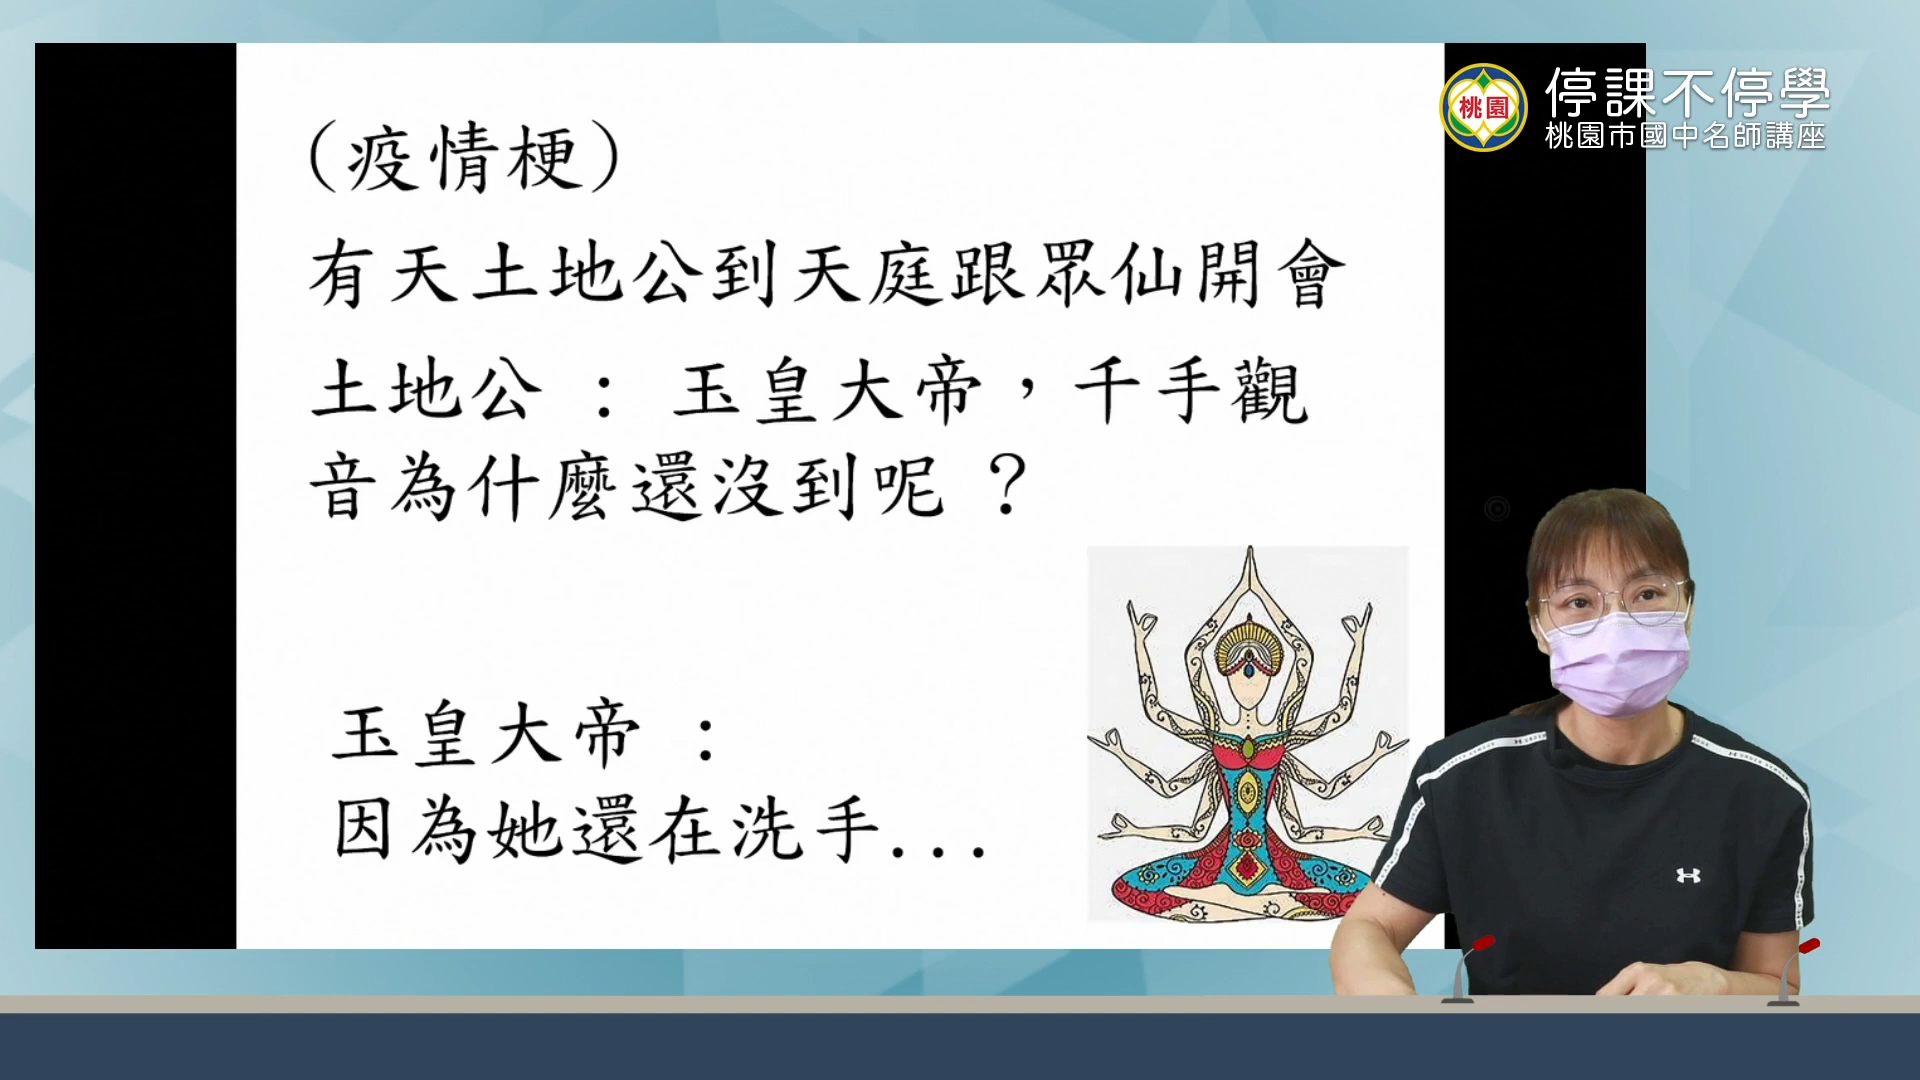 (疫情梗)
有天土地公到天庭跟眾仙開會
土地公 : 玉皇大帝，千手觀
音為什麼還沒到呢 ?
玉皇大帝 :
因為她還在洗手...
桃園
停課不停學
桃園市國中名師講座